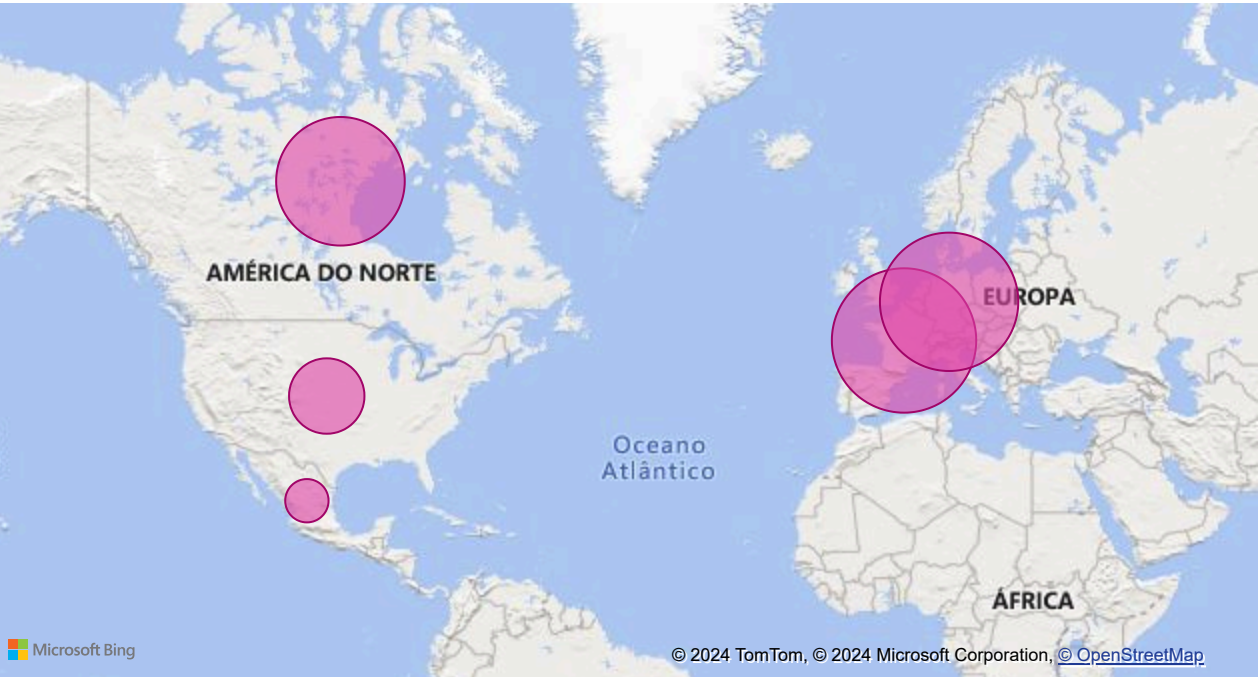 AMÉRICA DO NORTE
EUROPA
Oceano
Atlântico
ÁFRICA
Microsoft Bing
© 2024 TomTom, © 2024 Microsoft Corporation, © OpenStreetMap